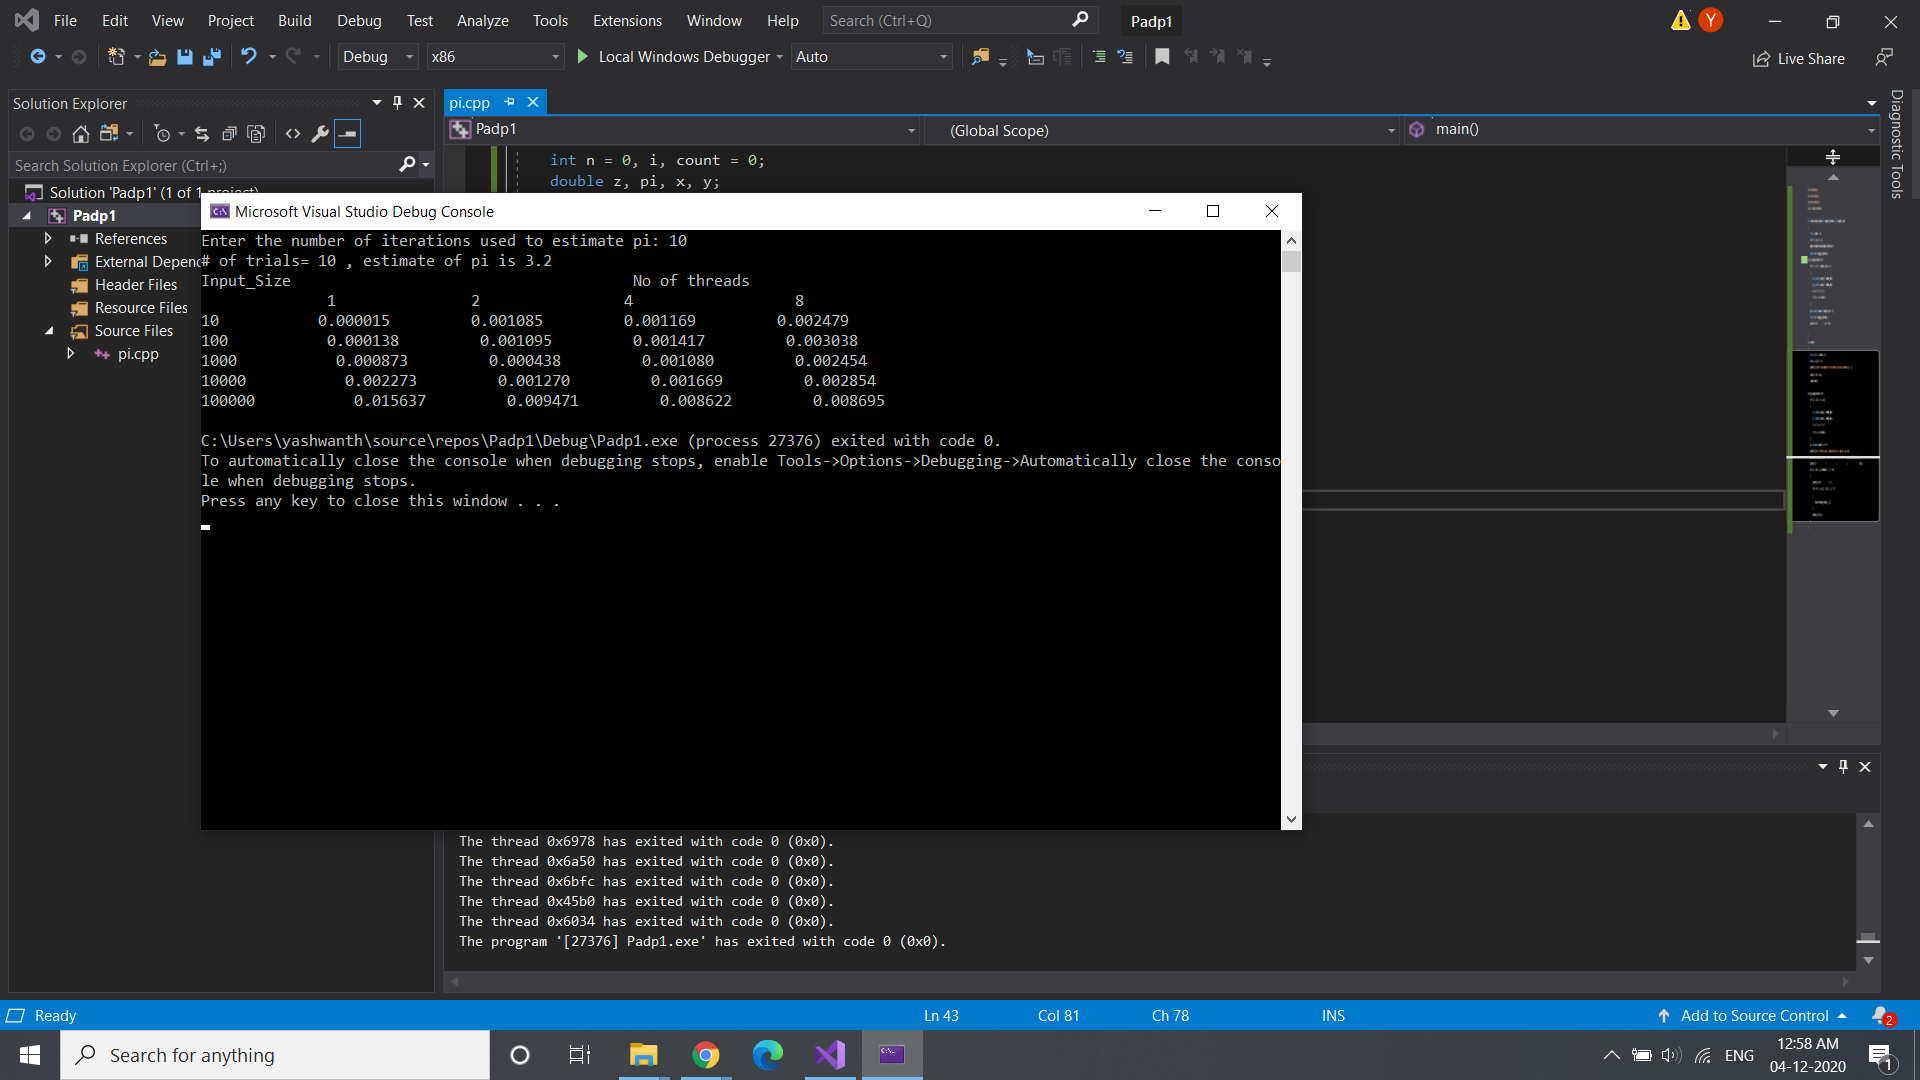 File Edit View Project Build Debug Test Analyze Tools Extensions Window Help Search (Ctrl+Q) Padp1 Y
Debug x86 Local Windows Debugger Auto Live Share
Solution Explorer
Search Solution Explorer (Ctrl+;)
Solution 'Padp1' (1 of 1 project)
Padp1
References
External Depen
Header Files
Resource Files
Source Files
pi.cpp
pi.cpp
Padp1 (Global Scope) main()
int n = 0, i, count = 0;
double z, pi, x, y;
Diagnostic Tools
Microsoft Visual Studio Debug Console
Enter the number of iterations used to estimate pi: 10
# of trials= 10 , estimate of pi is 3.2
Input_Size No of threads
1 2 4 8
10 0.000015 0.001085 0.001169 0.002479
100 0.000138 0.001095 0.001417 0.003038
1000 0.000873 0.000438 0.001080 0.002454
10000 0.002273 0.001270 0.001669 0.002854
100000 0.015637 0.009471 0.008622 0.008695
C:\Users\yashwanth\source\repos\Padp1\Debug\Padp1.exe (process 27376) exited with code 0.
To automatically close the console when debugging stops, enable Tools->Options->Debugging->Automatically close the conso
le when debugging stops.
Press any key to close this window . . .
The thread 0x6978 has exited with code 0 (0x0).
The thread 0x6a50 has exited with code 0 (0x0).
The thread 0x6bfc has exited with code 0 (0x0).
The thread 0x45b0 has exited with code 0 (0x0).
The thread 0x6034 has exited with code 0 (0x0).
The program '[27376] Padp1.exe' has exited with code 0 (0x0).
Ready Ln 43 Col 81 Ch 78 INS Add to Source Control 2
Search for anything ENG 12:58 AM
04-12-2020 1